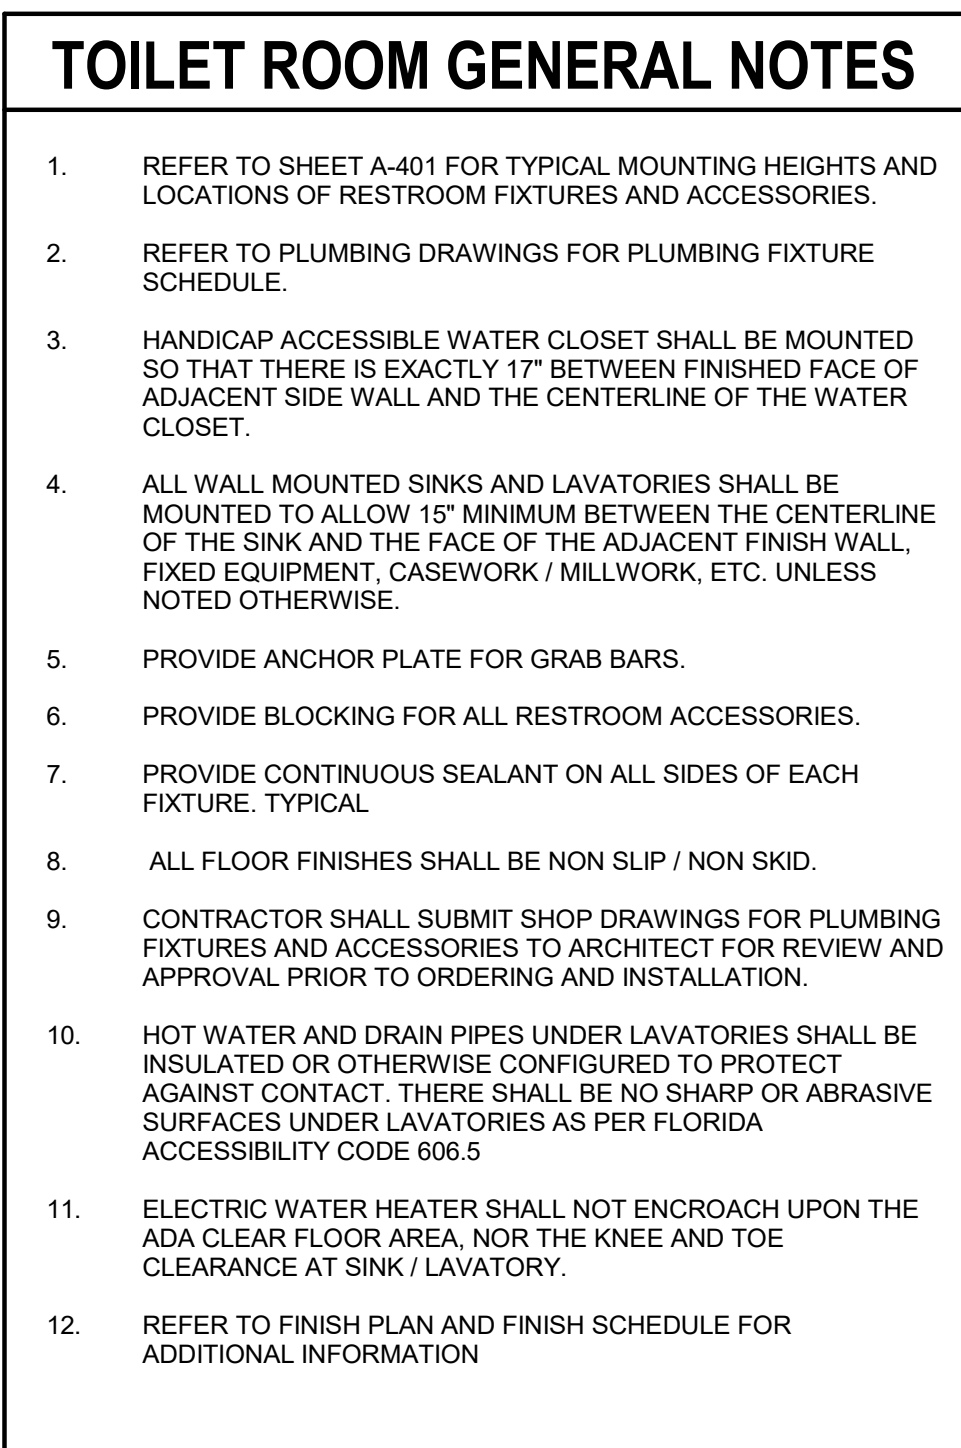 TOILET ROOM GENERAL NOTES
1. REFER TO SHEET A-401 FOR TYPICAL MOUNTING HEIGHTS AND
LOCATIONS OF RESTROOM FIXTURES AND ACCESSORIES.
2. REFER TO PLUMBING DRAWINGS FOR PLUMBING FIXTURE
SCHEDULE.
3. HANDICAP ACCESSIBLE WATER CLOSET SHALL BE MOUNTED
SO THAT THERE IS EXACTLY 17" BETWEEN FINISHED FACE OF
ADJACENT SIDE WALL AND THE CENTERLINE OF THE WATER
CLOSET.
4. ALL WALL MOUNTED SINKS AND LAVATORIES SHALL BE
MOUNTED TO ALLOW 15" MINIMUM BETWEEN THE CENTERLINE
OF THE SINK AND THE FACE OF THE ADJACENT FINISH WALL,
FIXED EQUIPMENT, CASEWORK / MILLWORK, ETC. UNLESS
NOTED OTHERWISE.
5. PROVIDE ANCHOR PLATE FOR GRAB BARS.
6. PROVIDE BLOCKING FOR ALL RESTROOM ACCESSORIES.
7. PROVIDE CONTINUOUS SEALANT ON ALL SIDES OF EACH
FIXTURE. TYPICAL
8. ALL FLOOR FINISHES SHALL BE NON SLIP / NON SKID.
9. CONTRACTOR SHALL SUBMIT SHOP DRAWINGS FOR PLUMBING
FIXTURES AND ACCESSORIES TO ARCHITECT FOR REVIEW AND
APPROVAL PRIOR TO ORDERING AND INSTALLATION.
10. HOT WATER AND DRAIN PIPES UNDER LAVATORIES SHALL BE
INSULATED OR OTHERWISE CONFIGURED TO PROTECT
AGAINST CONTACT. THERE SHALL BE NO SHARP OR ABRASIVE
SURFACES UNDER LAVATORIES AS PER FLORIDA
ACCESSIBILITY CODE 606.5
11. ELECTRIC WATER HEATER SHALL NOT ENCROACH UPON THE
ADA CLEAR FLOOR AREA, NOR THE KNEE AND TOE
CLEARANCE AT SINK / LAVATORY.
12. REFER TO FINISH PLAN AND FINISH SCHEDULE FOR
ADDITIONAL INFORMATION